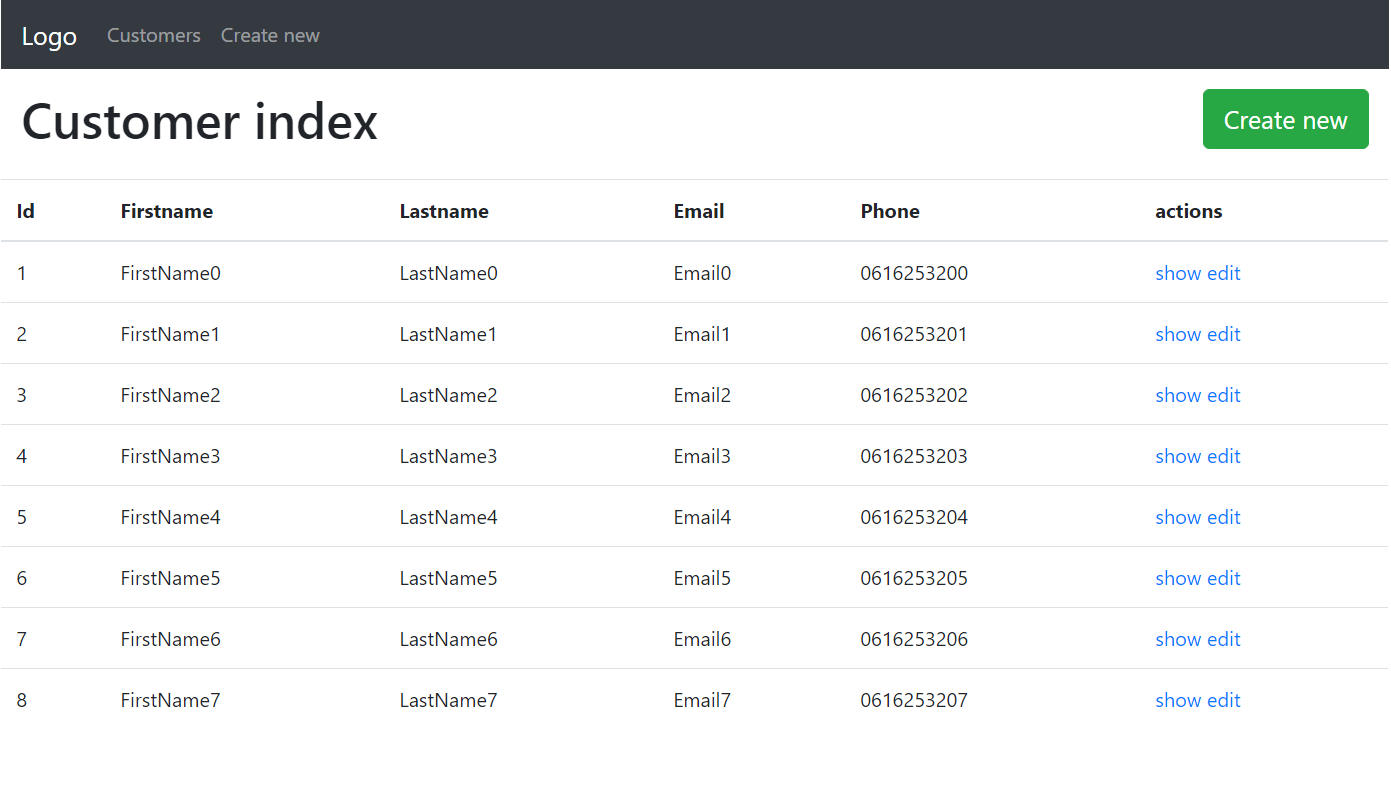 Logo Customers Create new
Customer index Create new
Id Firstname Lastname Email Phone actions
1 FirstName0 LastName0 Email0 0616253200 show edit
2 FirstName1 LastName1 Email1 0616253201 show edit
3 FirstName2 LastName2 Email2 0616253202 show edit
4 FirstName3 LastName3 Email3 0616253203 show edit
5 FirstName4 LastName4 Email4 0616253204 show edit
6 FirstName5 LastName5 Email5 0616253205 show edit
7 FirstName6 LastName6 Email6 0616253206 show edit
8 FirstName7 LastName7 Email7 0616253207 show edit